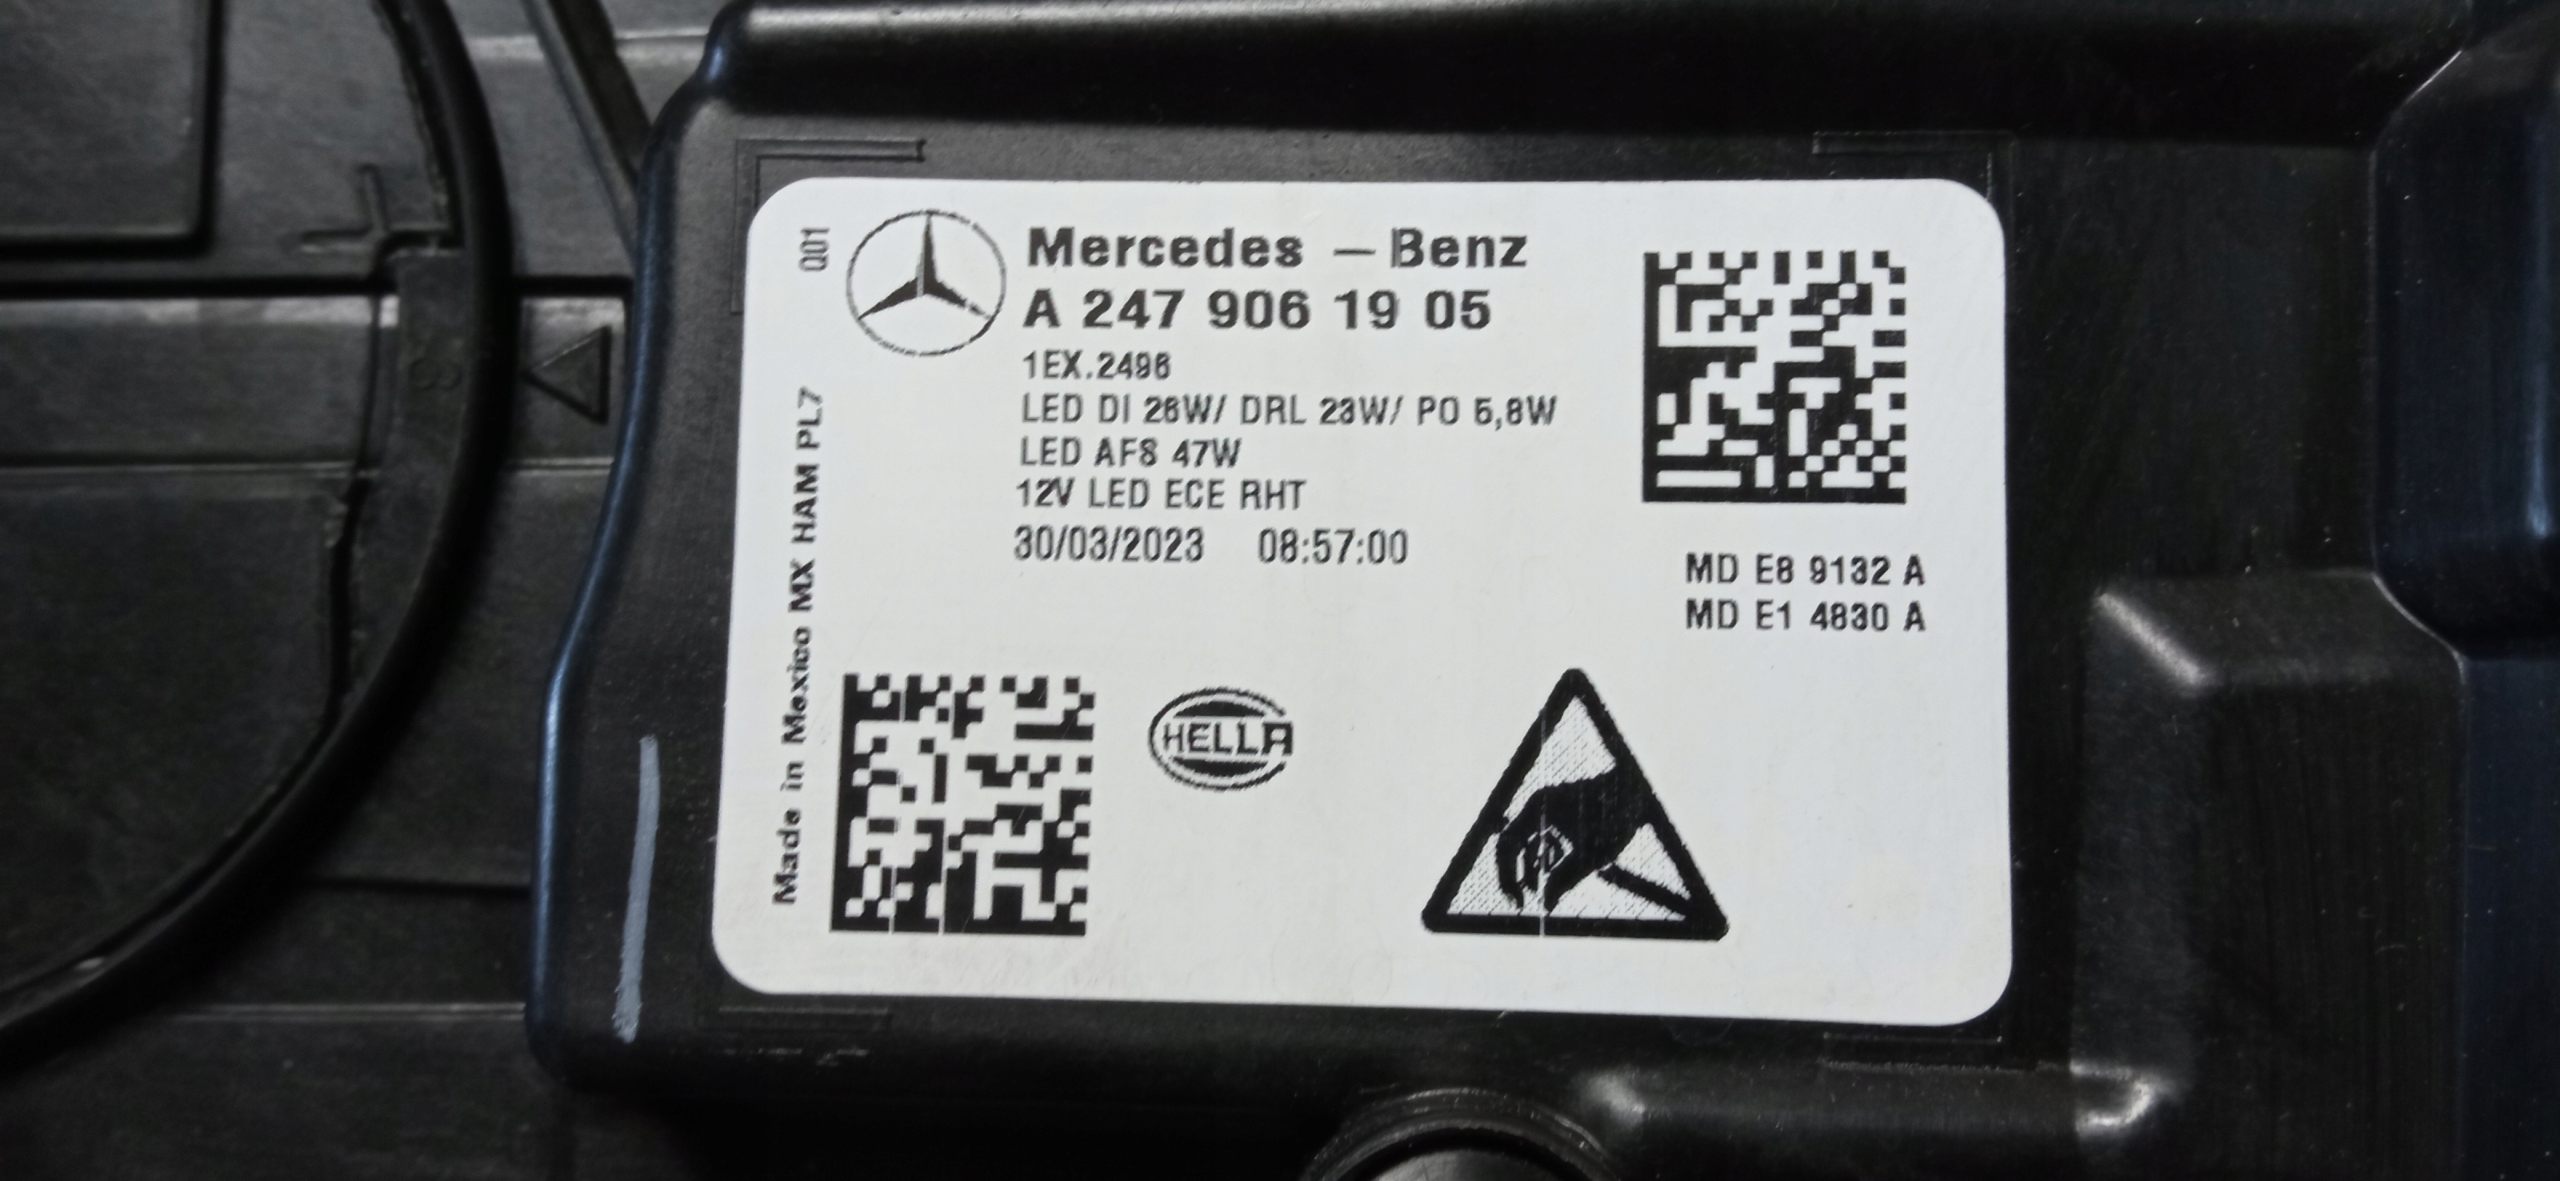 Q01
Mercedes – Benz
A 247 906 19 05
1EX.2496
LED DI 26W/ DRL 23W/ PO 5,8W
LED AFS 47W
12V LED ECE RHT
30/03/2023 08:57:00
MD E8 9132 A
MD E1 4830 A
Made in Mexico MX HAM PL7
HELLA